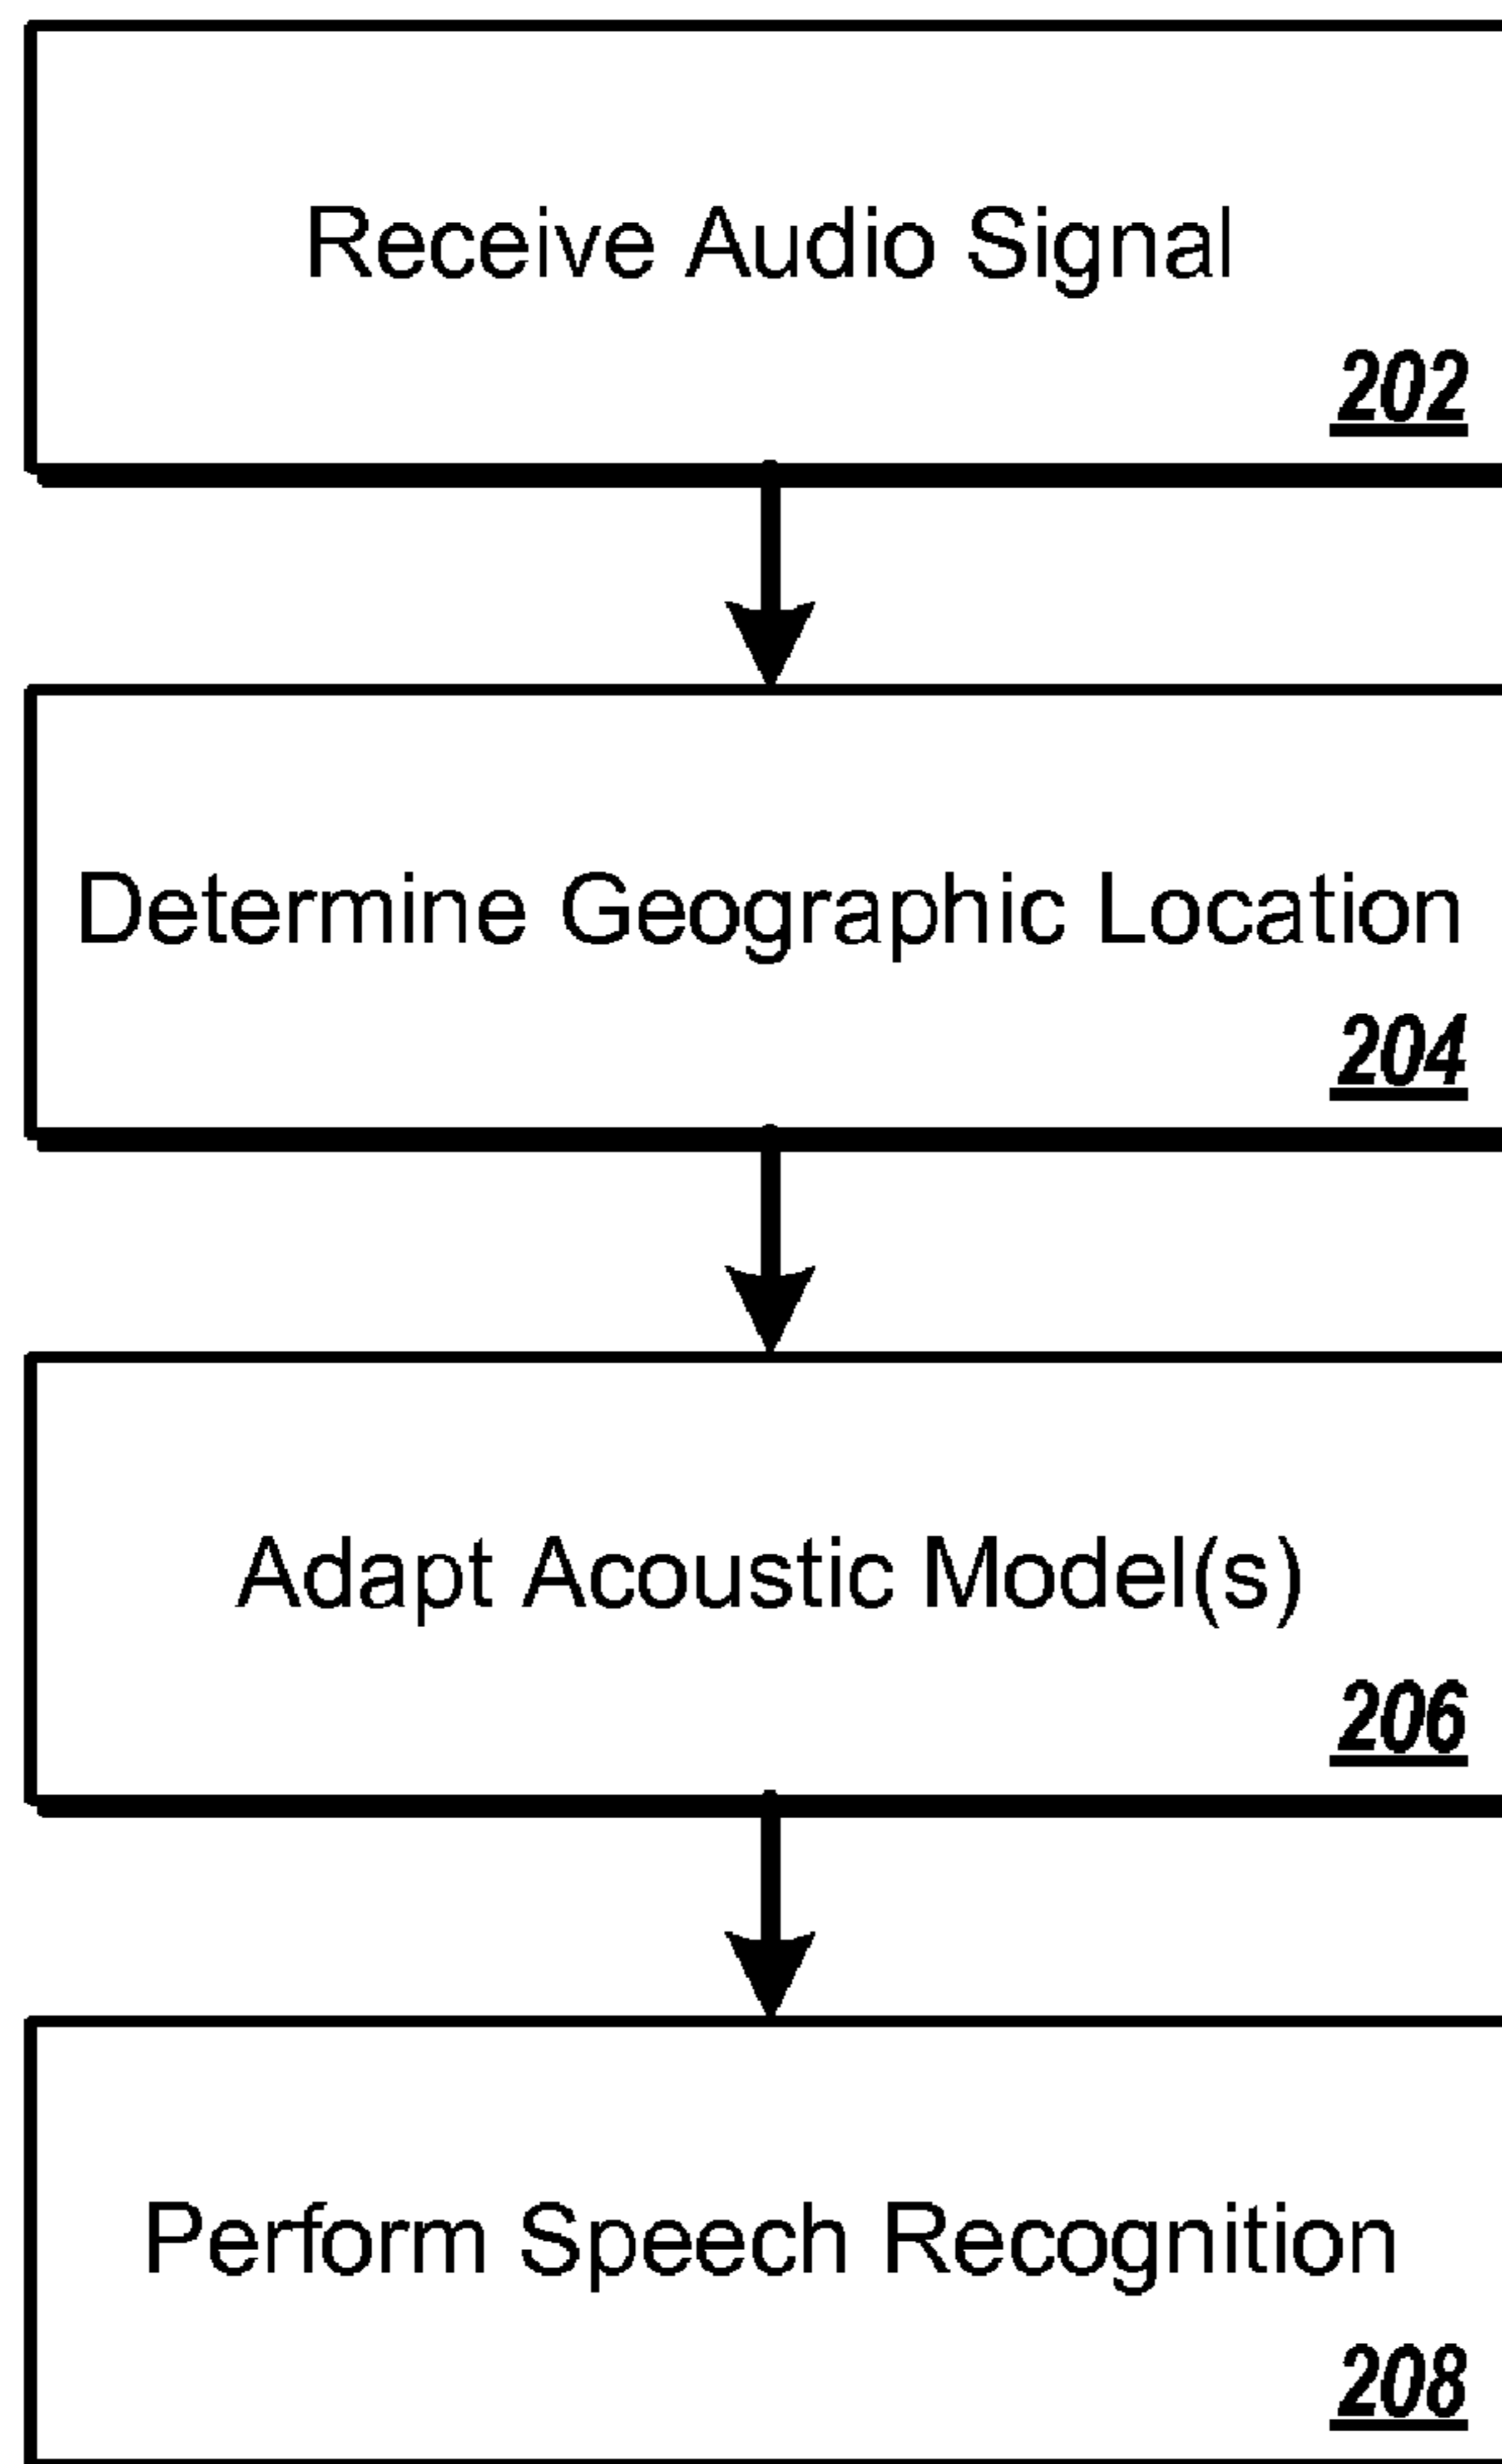 Receive Audio Signal
202
Determine Geographic Location
204
Adapt Acoustic Model(s)
206
Perform Speech Recognition
208